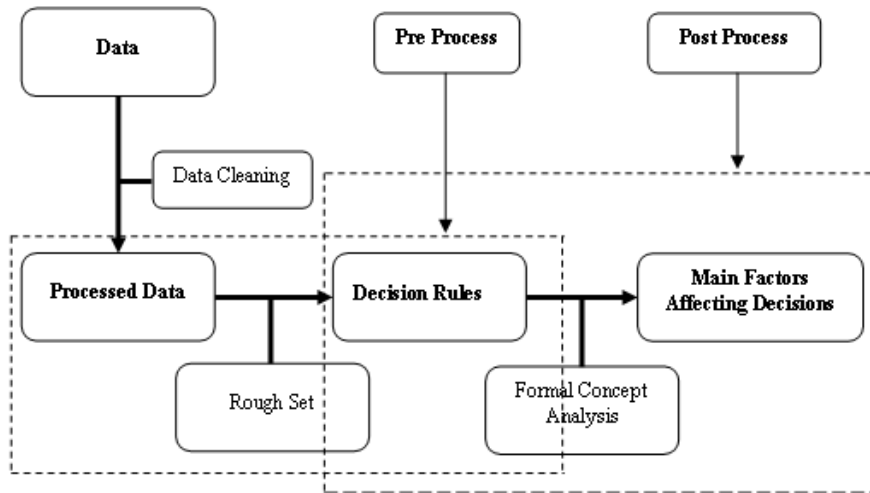 Data
Pre Process
Post Process
Data Cleaning
Processed Data
Decision Rules
Main Factors
Affecting Decisions
Rough Set
Formal Concept
Analysis